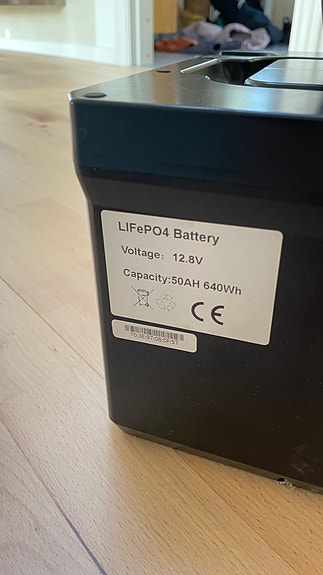 LIFePO4 Battery
Voltage: 12.8V
Capacity:50AH 640Wh
CE